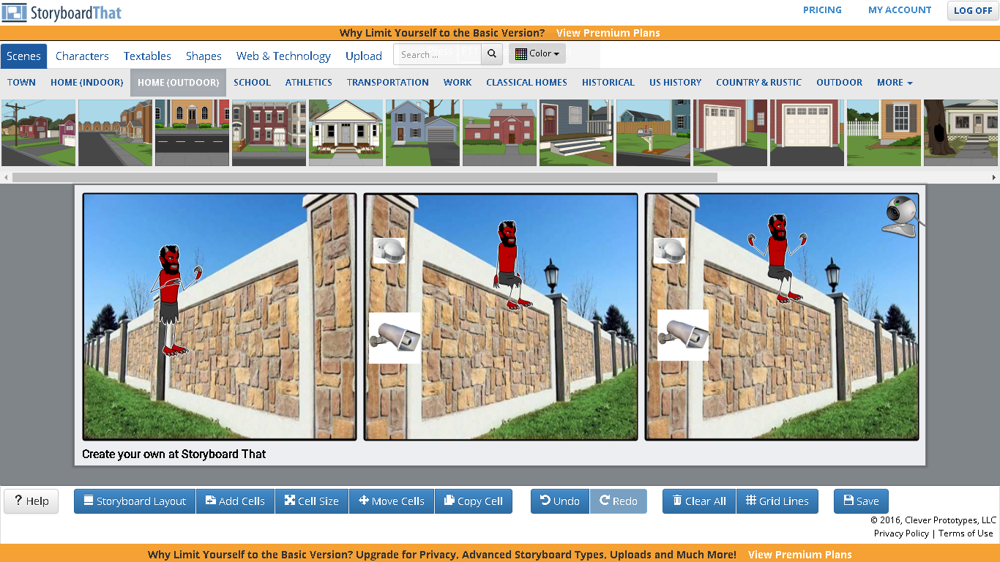 StoryboardThat
PRICING MY ACCOUNT LOG OFF
Why Limit Yourself to the Basic Version? View Premium Plans
Scenes Characters Textables Shapes Web & Technology Upload Search ... Color
TOWN HOME (INDOOR) HOME (OUTDOOR) SCHOOL ATHLETICS TRANSPORTATION WORK CLASSICAL HOMES HISTORICAL US HISTORY COUNTRY & RUSTIC OUTDOOR MORE
Create your own at Storyboard That
? Help Storyboard Layout Add Cells Cell Size Move Cells Copy Cell Undo Redo Clear All Grid Lines Save
© 2016, Clever Prototypes, LLC
Privacy Policy | Terms of Use
Why Limit Yourself to the Basic Version? Upgrade for Privacy, Advanced Storyboard Types, Uploads and Much More! View Premium Plans